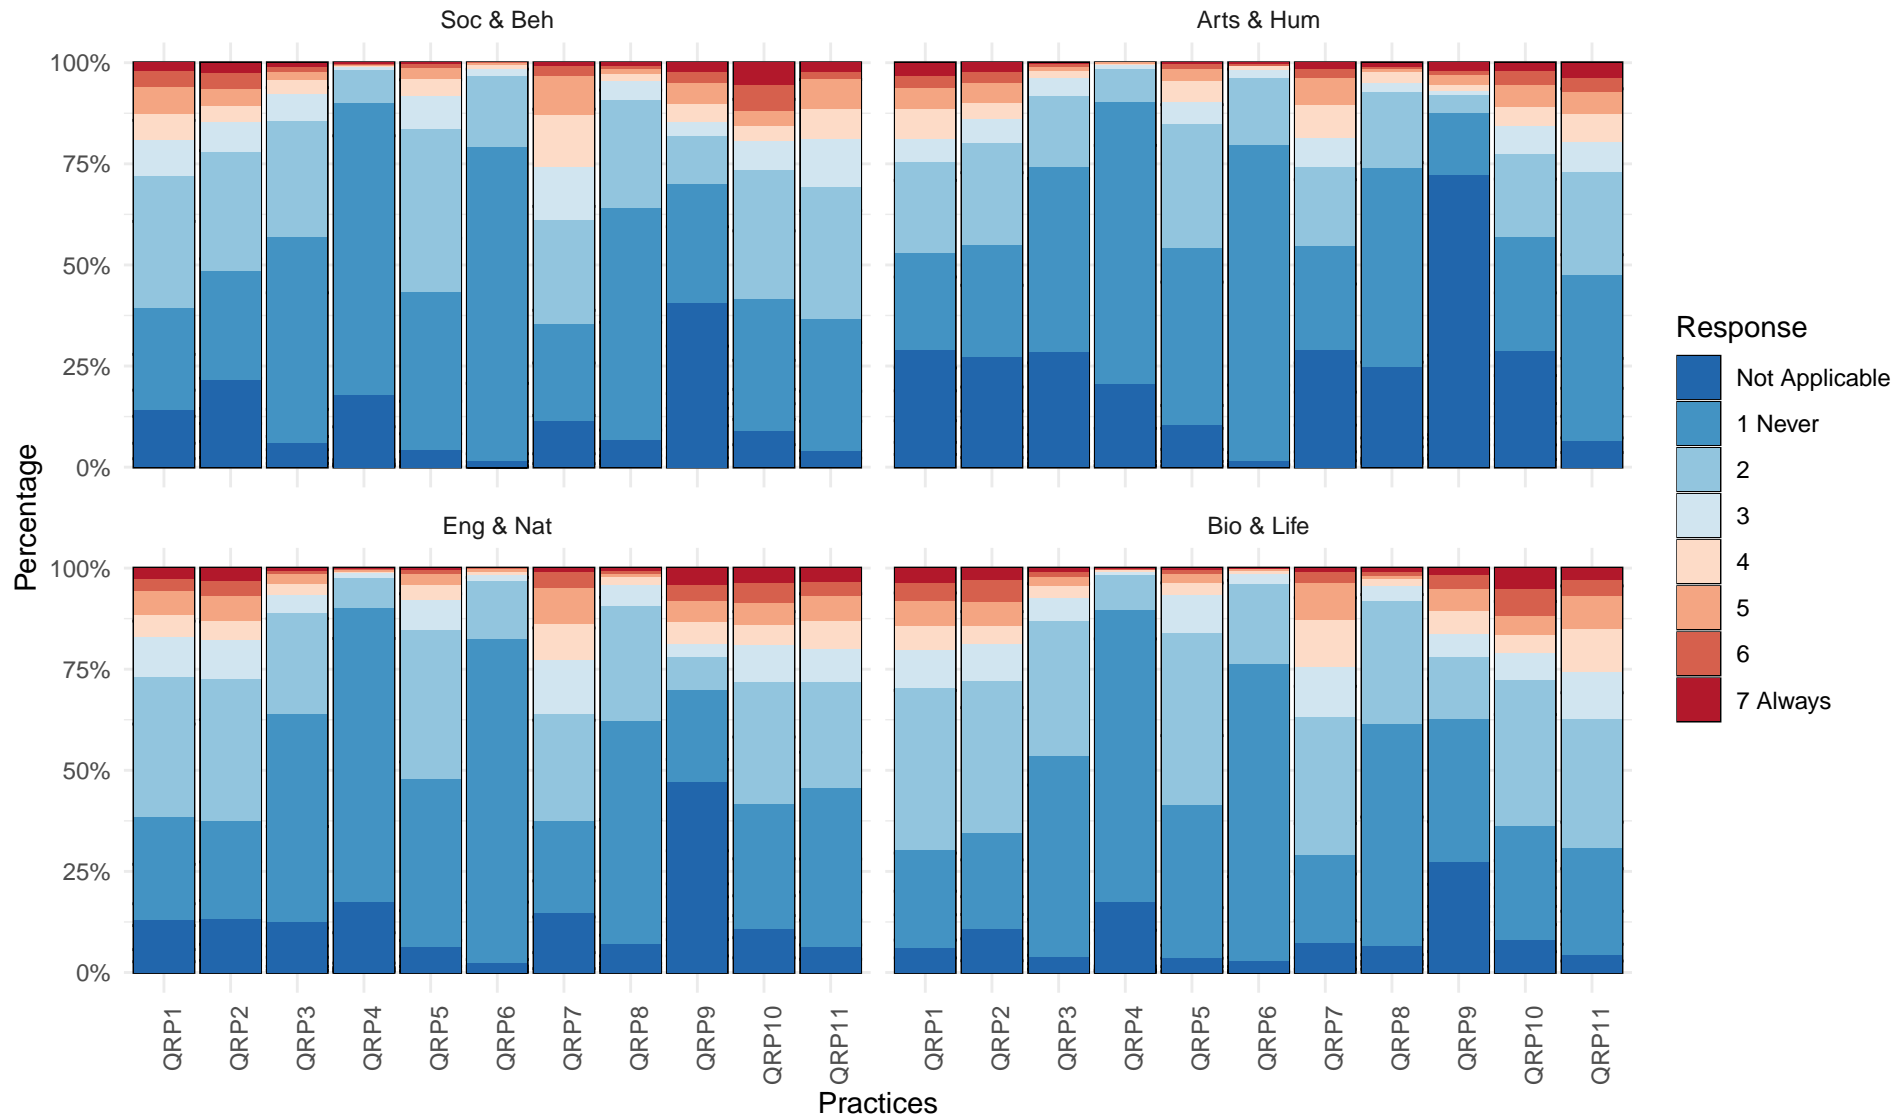 Soc & Beh
Arts & Hum
100%
75%
50%
25%
0%
Eng & Nat
Bio & Life
100%
75%
50%
25%
0%
QRP1
QRP2
QRP3
QRP4
QRP5
QRP6
QRP7
QRP8
QRP9
QRP10
QRP11
QRP1
QRP2
QRP3
QRP4
QRP5
QRP6
QRP7
QRP8
QRP9
QRP10
QRP11
Practices
Percentage
Response
Not Applicable
1 Never
2
3
4
5
6
7 Always